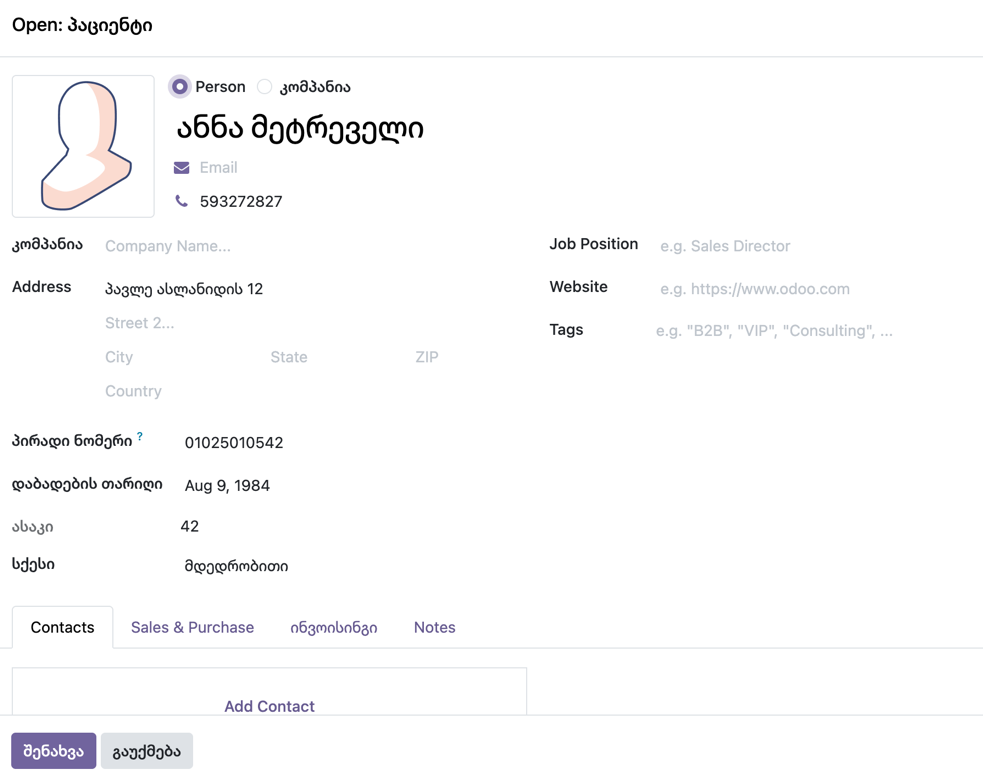 Open: პაციენტი
Person კომპანია
ანნა მეტრეველი
Email
593272827
კომპანია Company Name...
Job Position e.g. Sales Director
Address პავლე ასლანიდის 12
Website e.g. https://www.odoo.com
Street 2...
Tags e.g. "B2B", "VIP", "Consulting", ...
City State ZIP
Country
პირადი ნომერი ? 01025010542
დაბადების თარიღი Aug 9, 1984
ასაკი 42
სქესი მდედრობითი
Contacts Sales & Purchase ინვოისინგი Notes
Add Contact
შენახვა გაუქმება